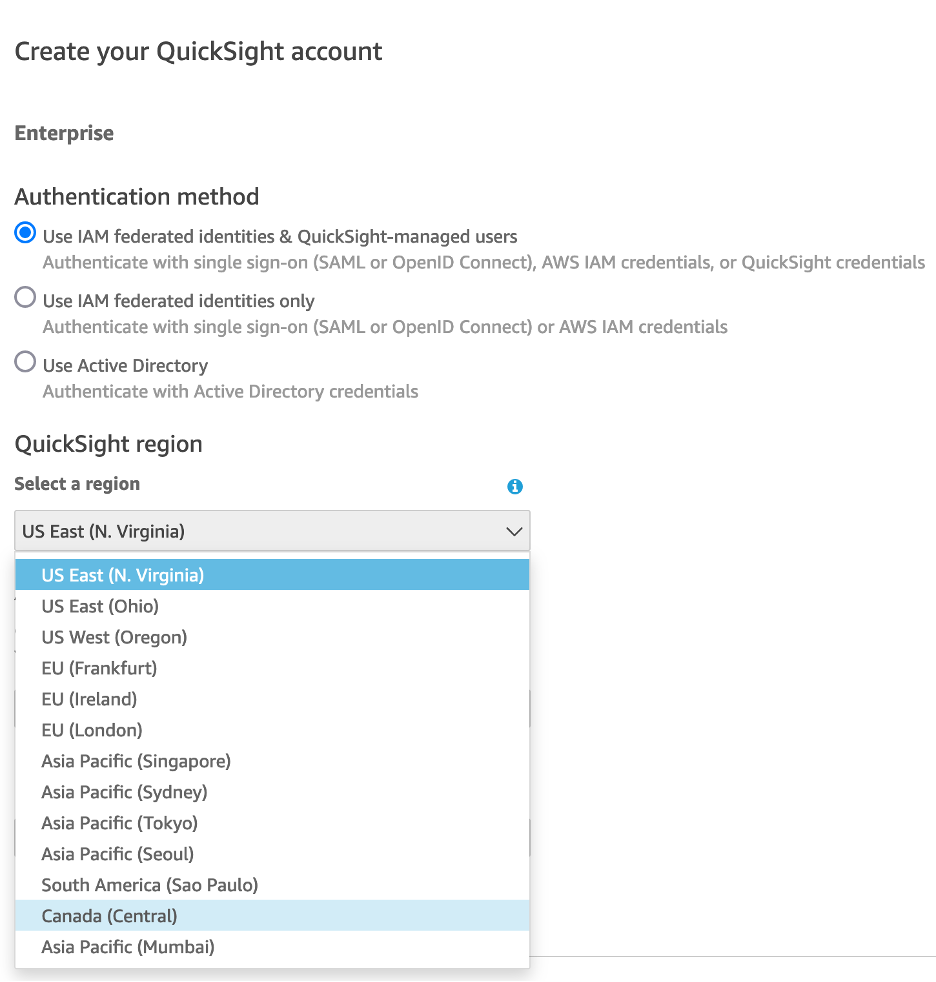 Create your QuickSight account
Enterprise
Authentication method
Use IAM federated identities & QuickSight-managed users
Authenticate with single sign-on (SAML or OpenID Connect), AWS IAM credentials, or QuickSight credentials
Use IAM federated identities only
Authenticate with single sign-on (SAML or OpenID Connect) or AWS IAM credentials
Use Active Directory
Authenticate with Active Directory credentials
QuickSight region
Select a region
US East (N. Virginia)
US East (N. Virginia)
US East (Ohio)
US West (Oregon)
EU (Frankfurt)
EU (Ireland)
EU (London)
Asia Pacific (Singapore)
Asia Pacific (Sydney)
Asia Pacific (Tokyo)
Asia Pacific (Seoul)
South America (Sao Paulo)
Canada (Central)
Asia Pacific (Mumbai)